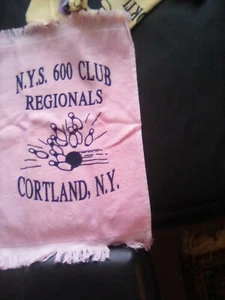 N.Y.S. 600 CLUB
REGIONALS
CORTLAND, N.Y.